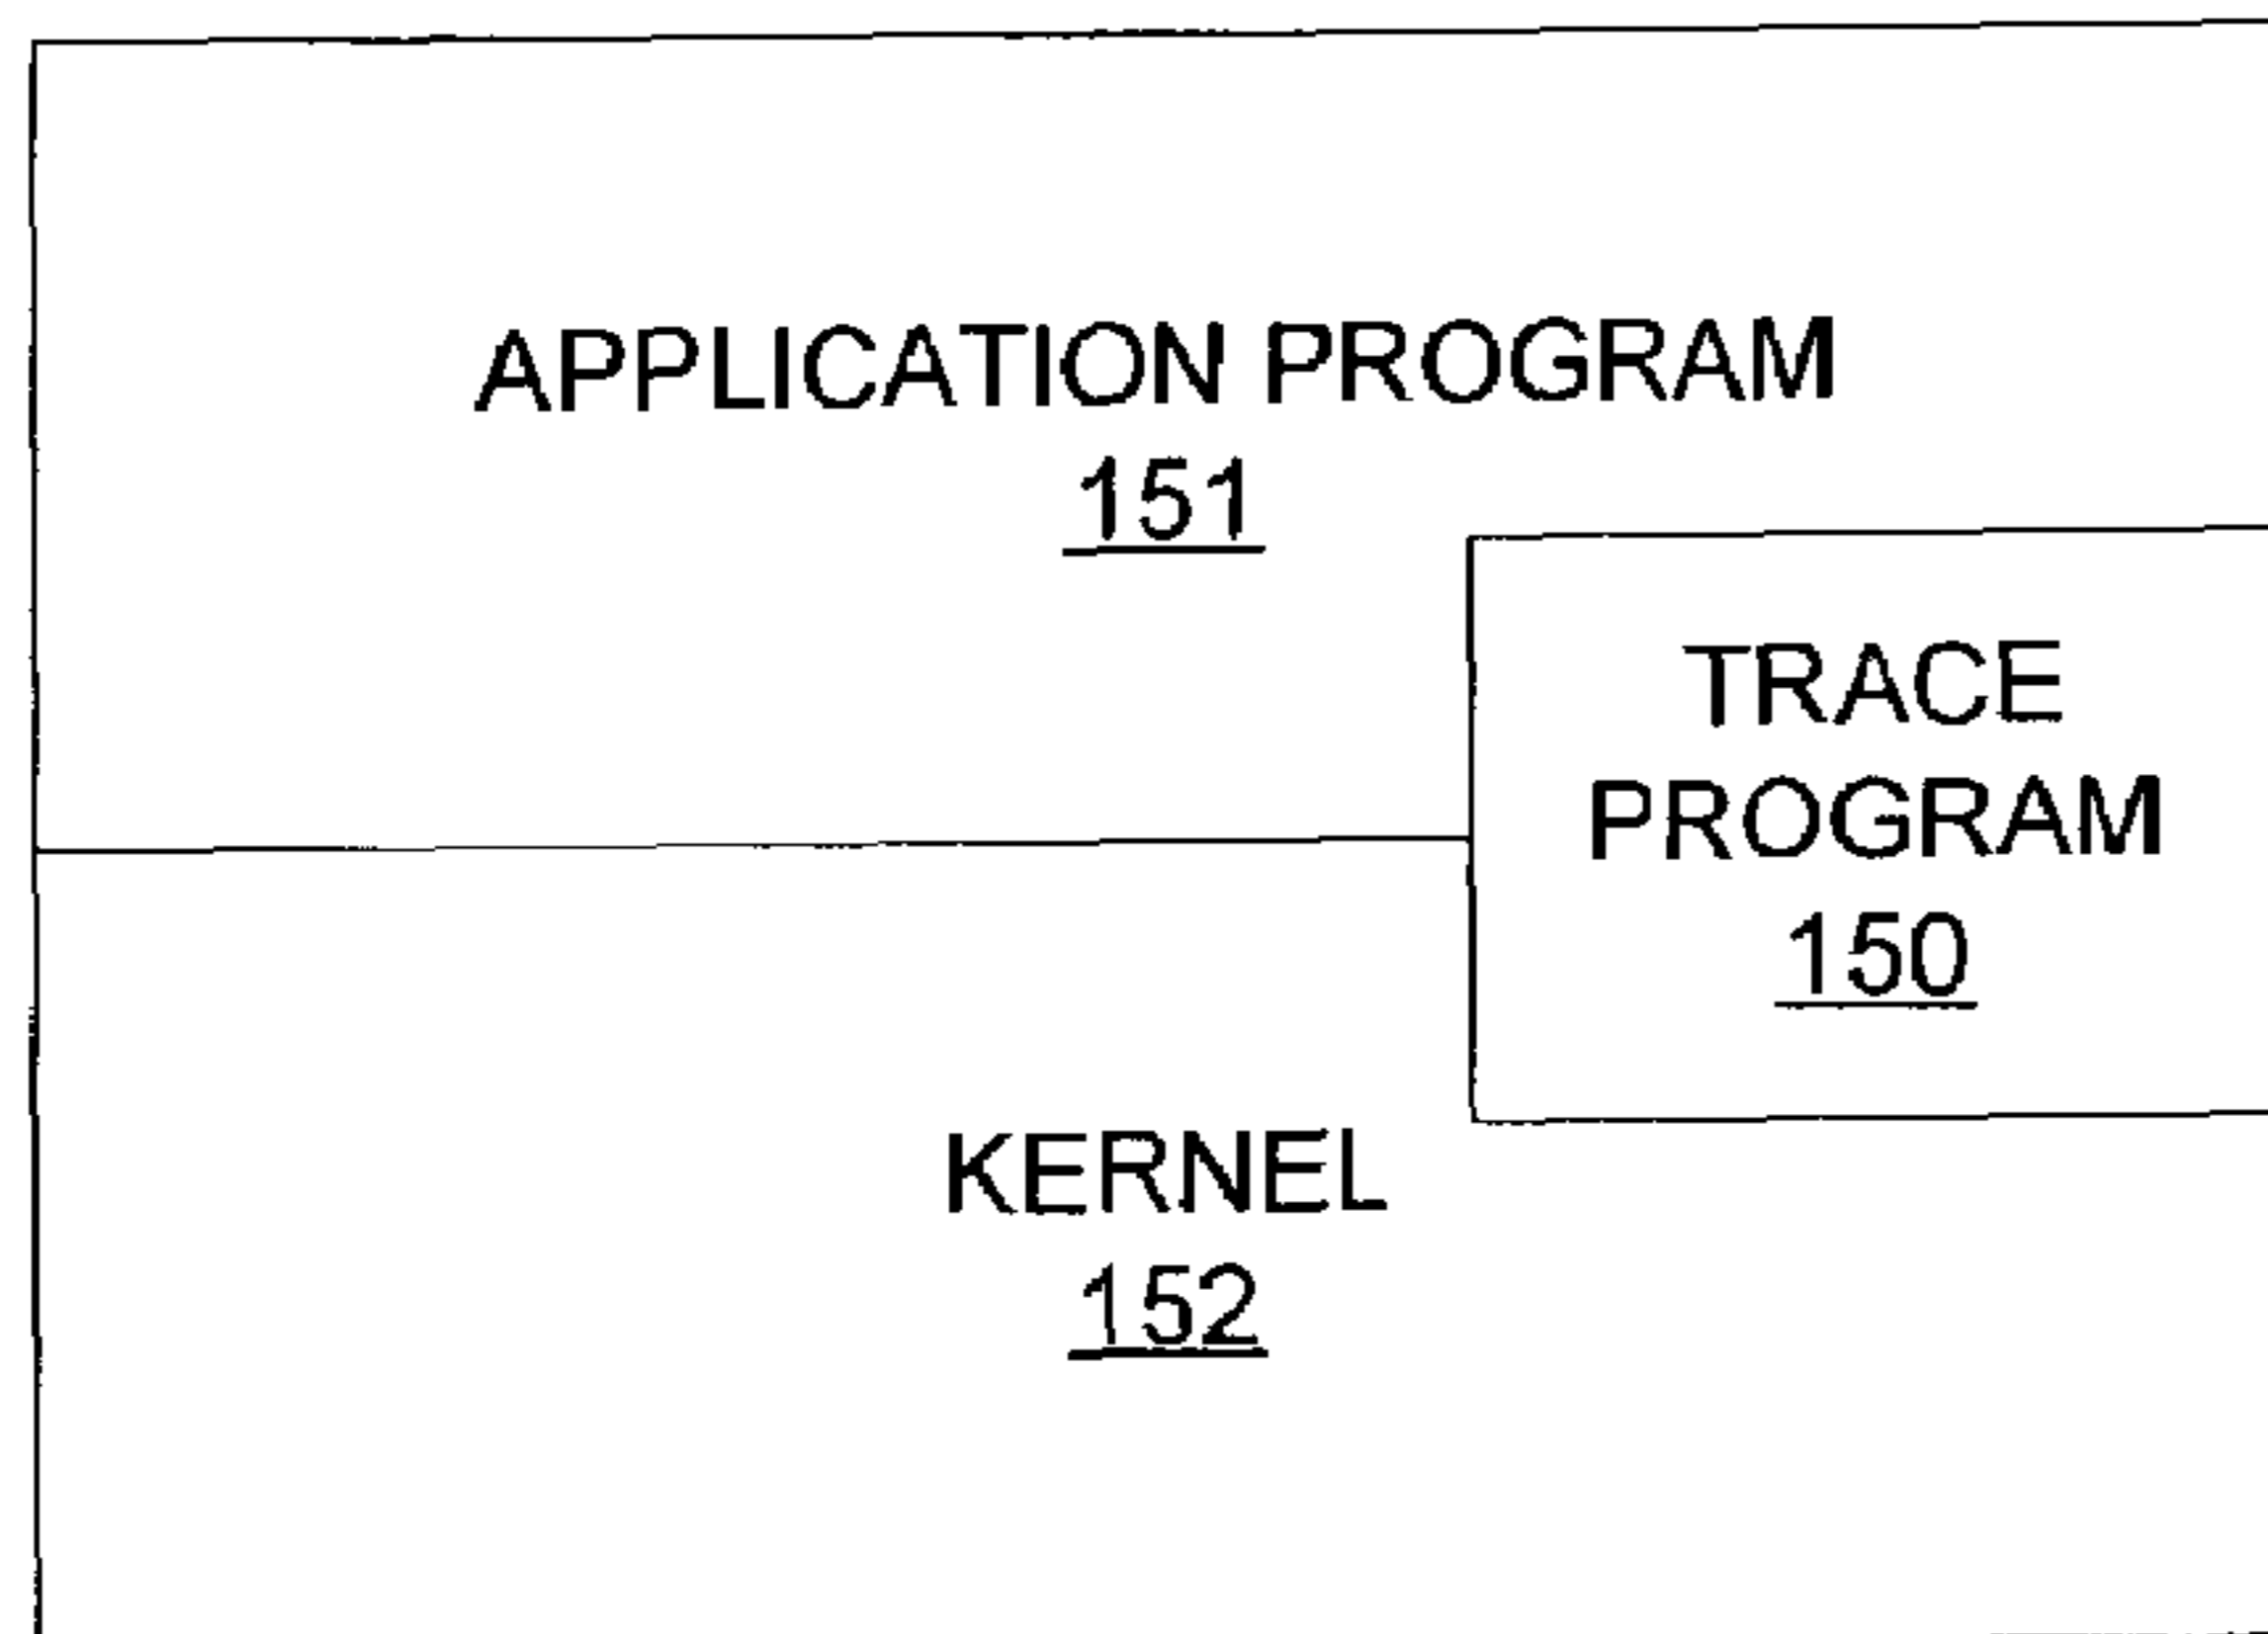 APPLICATION PROGRAM
151
TRACE
PROGRAM
150
KERNEL
152